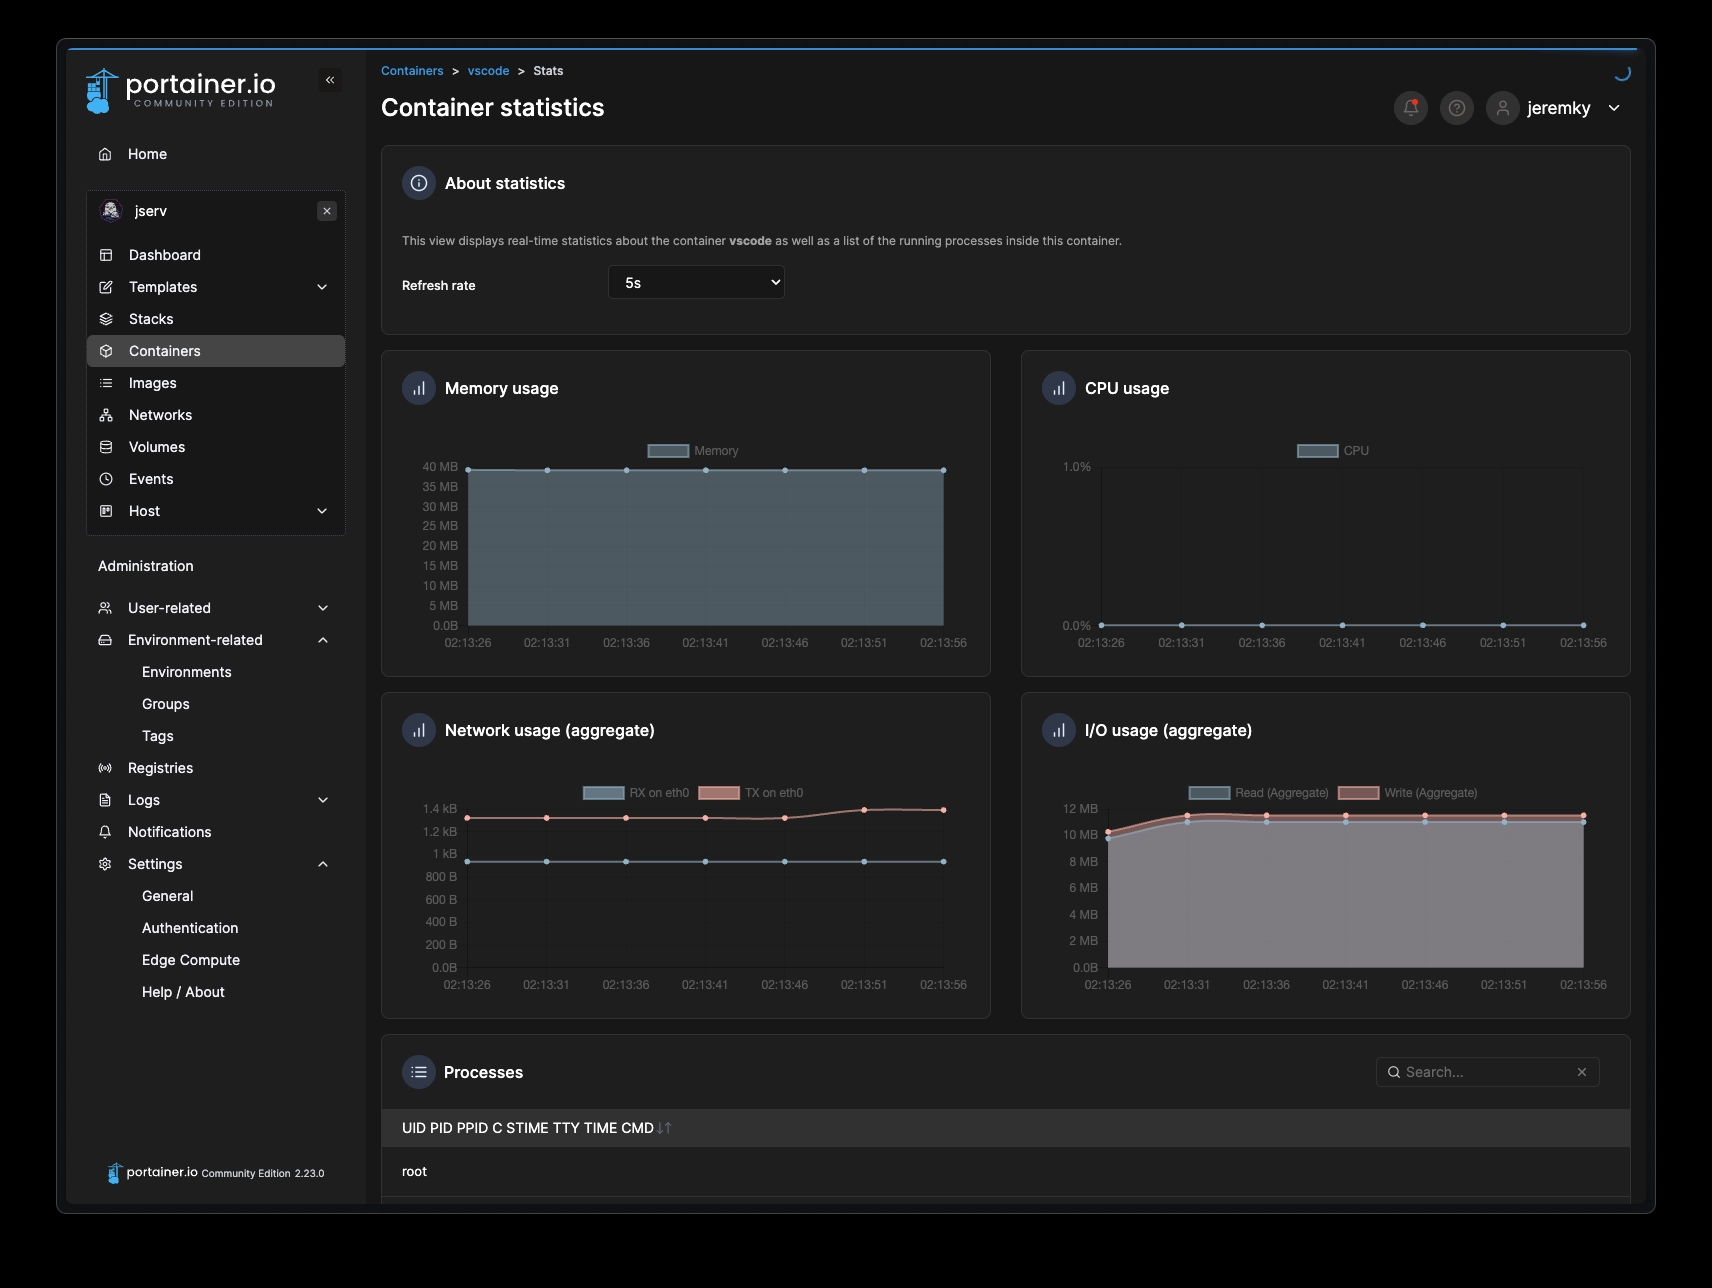 portainer.io
COMMUNITY EDITION
Home
jserv
Dashboard
Templates
Stacks
Containers
Images
Networks
Volumes
Events
Host
Administration
User-related
Environment-related
Environments
Groups
Tags
Registries
Logs
Notifications
Settings
General
Authentication
Edge Compute
Help / About
portainer.io Community Edition 2.23.0
Containers > vscode > Stats
Container statistics
jeremky
About statistics
This view displays real-time statistics about the container vscode as well as a list of the running processes inside this container.
Refresh rate 5s
Memory usage
Memory
40 MB
35 MB
30 MB
25 MB
20 MB
15 MB
10 MB
5 MB
0.0B
02:13:26 02:13:31 02:13:36 02:13:41 02:13:46 02:13:51 02:13:56
CPU usage
CPU
1.0%
0.0%
02:13:26 02:13:31 02:13:36 02:13:41 02:13:46 02:13:51 02:13:56
Network usage (aggregate)
RX on eth0 TX on eth0
1.4 kB
1.2 kB
1 kB
800 B
600 B
400 B
200 B
0.0B
02:13:26 02:13:31 02:13:36 02:13:41 02:13:46 02:13:51 02:13:56
I/O usage (aggregate)
Read (Aggregate) Write (Aggregate)
12 MB
10 MB
8 MB
6 MB
4 MB
2 MB
0.0B
02:13:26 02:13:31 02:13:36 02:13:41 02:13:46 02:13:51 02:13:56
Processes
Search...
UID PID PPID C STIME TTY TIME CMD
root